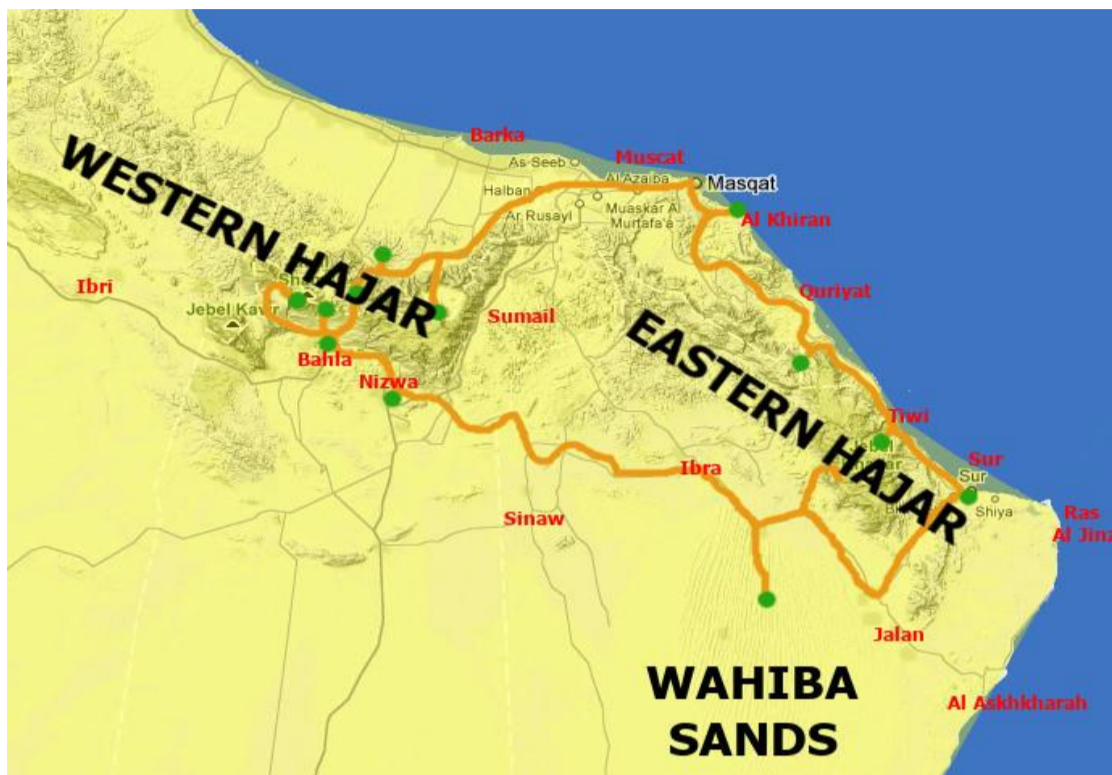 Barka
As Seeb
Muscat
WESTERN HAJAR
Al Azaiba
Masqat
Halban
Ar Rusayl
Muaskar Al
Murtafa'a
Al Khiran
Ibri
Quriyat
Jebel Kawr
Sumail
EASTERN HAJAR
Bahla
Nizwa
Tiwi
Ibra
Sur
Sur
Shiya
Sinaw
Ras
Al Jinz
Jalan
WAHIBA
SANDS
Al Askhkharah